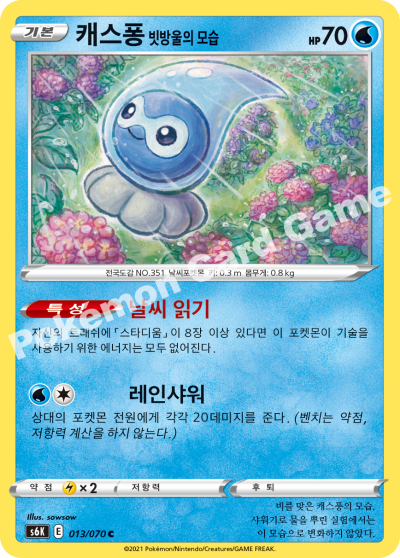 기본 캐스퐁 빗방울의 모습 HP 70
전국도감 NO.351 날씨포켓몬 키: 0.3 m 몸무게: 0.8 kg
특성 날씨 읽기
자신의 트래쉬에 「스타디움」이 8장 이상 있다면 이 포켓몬이 기술을
사용하기 위한 에너지는 모두 없어진다.
레인샤워
상대의 포켓몬 전원에게 각각 20데미지를 준다. (벤치는 약점,
저항력 계산을 하지 않는다.)
약점 ×2 저항력 후퇴
Illus. sowsow
s6K E 013/070 C
비를 맞은 캐스퐁의 모습.
샤워기로 물을 뿌린 실험에서는
이 모습으로 변화하지 않았다.
©2021 Pokémon/Nintendo/Creatures/GAME FREAK.
Pokémon Card Game